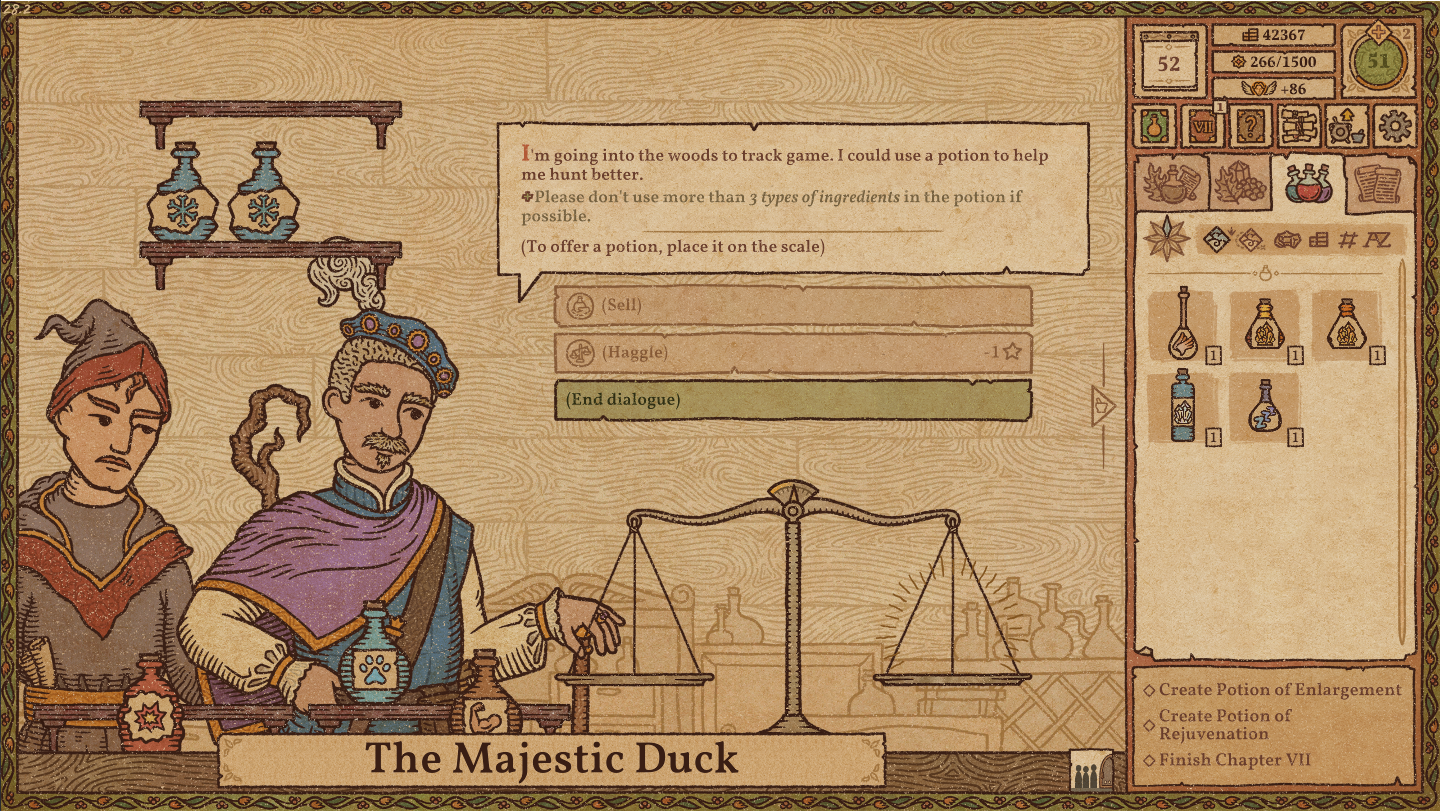 28.2
I'm going into the woods to track game. I could use a potion to help
me hunt better.
✤Please don't use more than 3 types of ingredients in the potion if
possible.
(To offer a potion, place it on the scale)
(Sell)
(Haggle) -1
(End dialogue)
The Majestic Duck
52
42367
266/1500
+86
51
2
1
VII
?
# AZ
1
1
1
1
1
Create Potion of Enlargement
Create Potion of
Rejuvenation
Finish Chapter VII